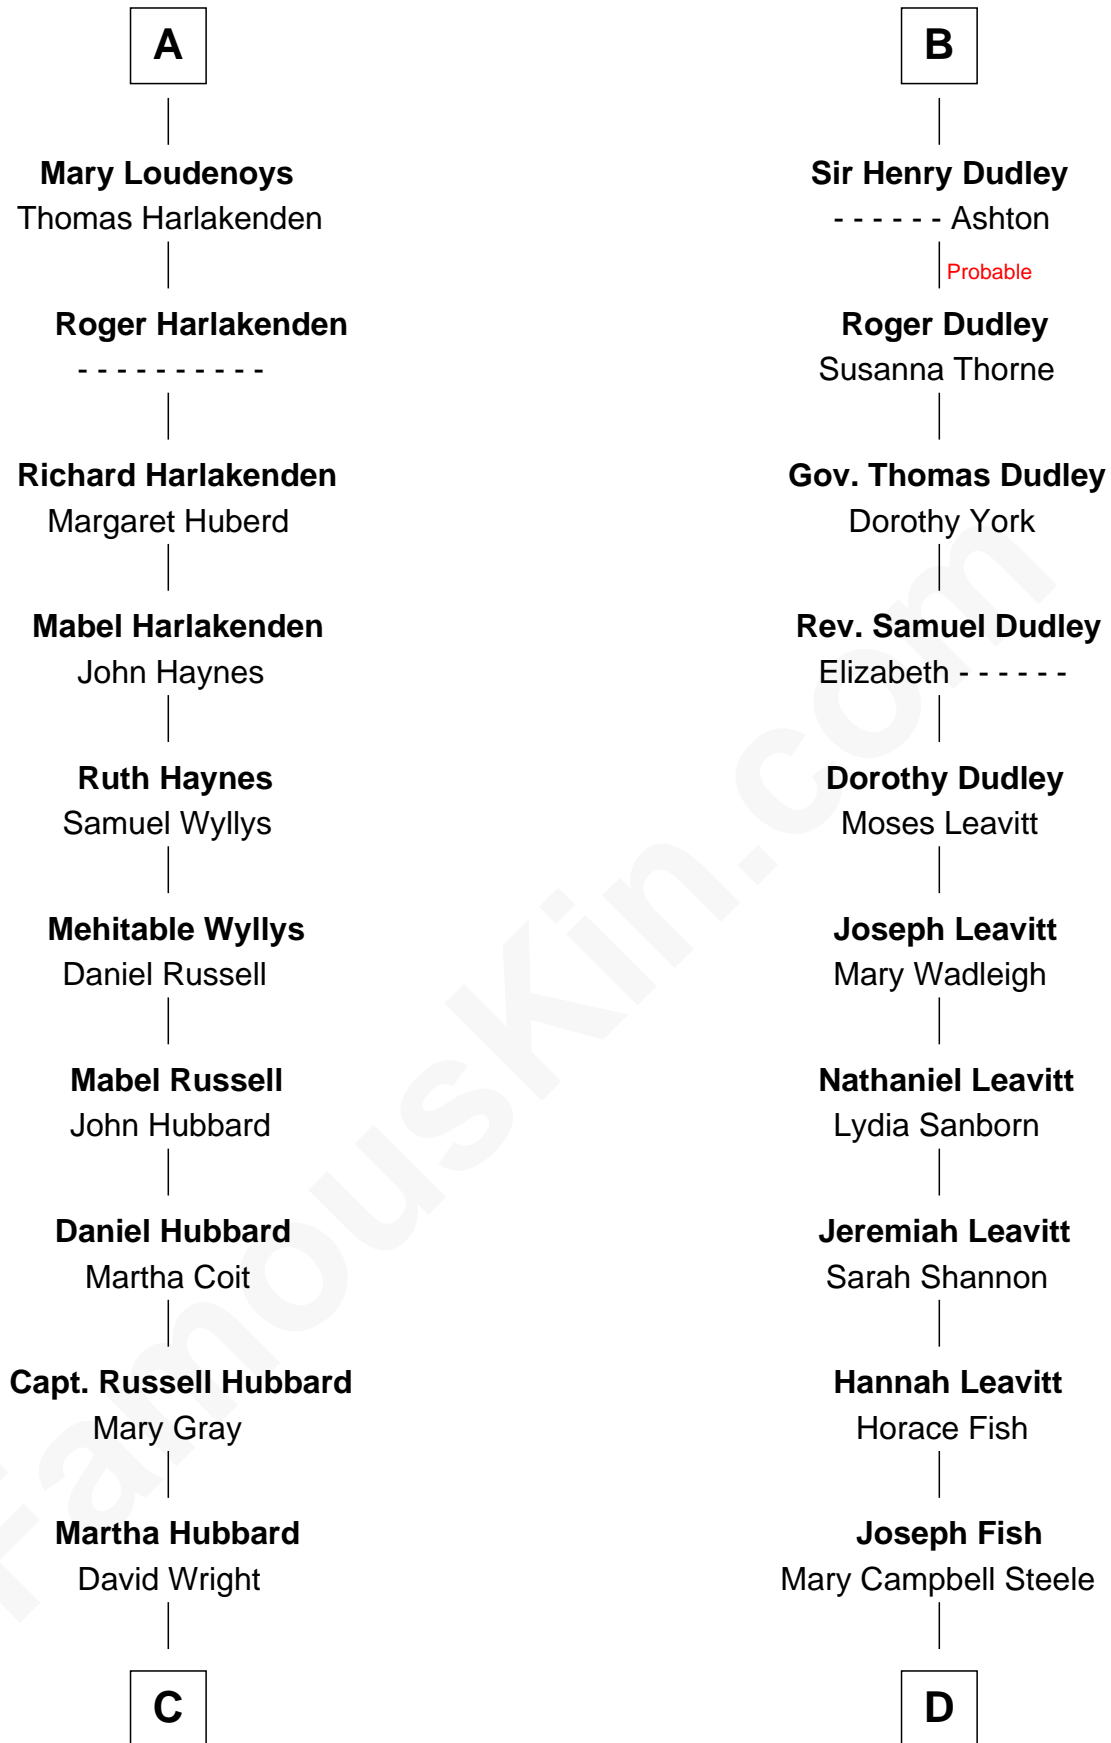 A
Mary Loudenoys
Thomas Harlakenden
Roger Harlakenden
- - - - - - - - - -
Richard Harlakenden
Margaret Huberd
Mabel Harlakenden
John Haynes
Ruth Haynes
Samuel Wyllys
Mehitable Wyllys
Daniel Russell
Mabel Russell
John Hubbard
Daniel Hubbard
Martha Coit
Capt. Russell Hubbard
Mary Gray
Martha Hubbard
David Wright
C
B
Sir Henry Dudley
- - - - - - Ashton
Probable
Roger Dudley
Susanna Thorne
Gov. Thomas Dudley
Dorothy York
Rev. Samuel Dudley
Elizabeth - - - - - -
Dorothy Dudley
Moses Leavitt
Joseph Leavitt
Mary Wadleigh
Nathaniel Leavitt
Lydia Sanborn
Jeremiah Leavitt
Sarah Shannon
Hannah Leavitt
Horace Fish
Joseph Fish
Mary Campbell Steele
D
FamousKin.com